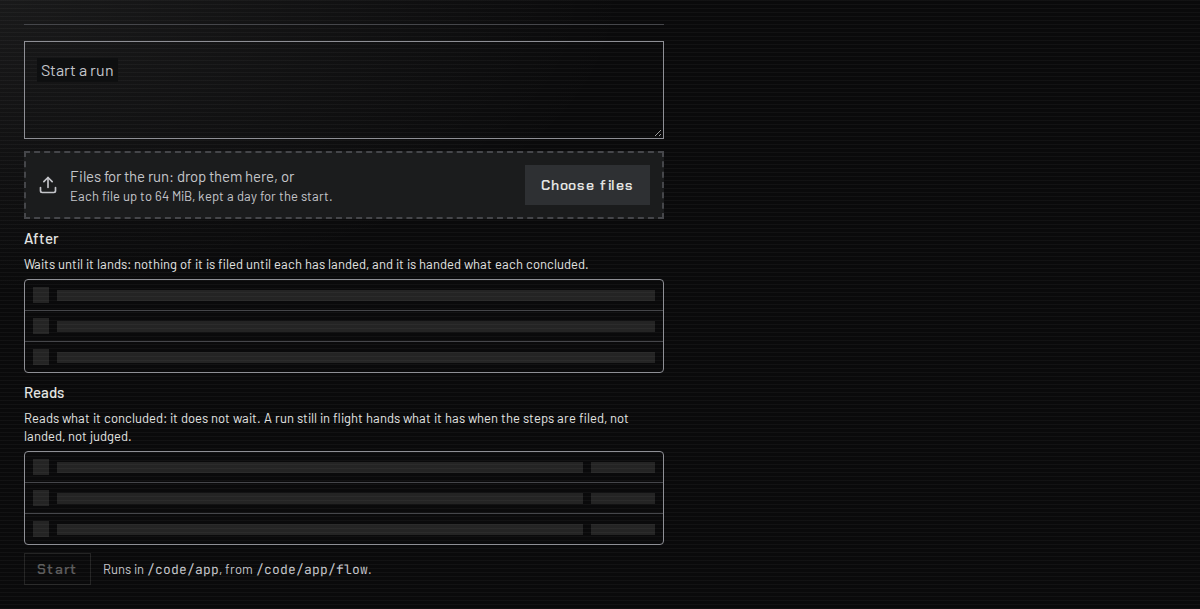 Start a run
Files for the run: drop them here, or
Each file up to 64 MiB, kept a day for the start.
Choose files
After
Waits until it lands: nothing of it is filed until each has landed, and it is handed what each concluded.
Reads
Reads what it concluded: it does not wait. A run still in flight hands what it has when the steps are filed, not
landed, not judged.
Start
Runs in /code/app, from /code/app/flow.